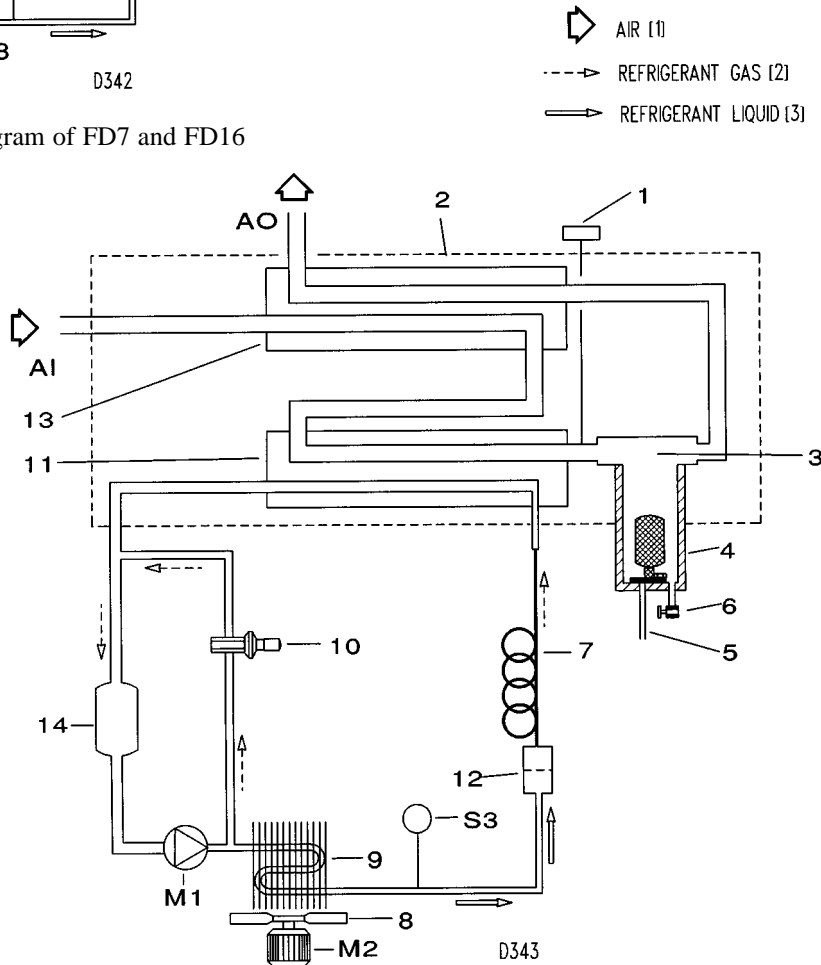 8
D342
AIR [1]
REFRIGERANT GAS [2]
REFRIGERANT LIQUID [3]
gram of FD7 and FD16
AO
2
1
AI
13
11
3
4
6
5
10
7
14
12
S3
9
M1
8
M2
D343